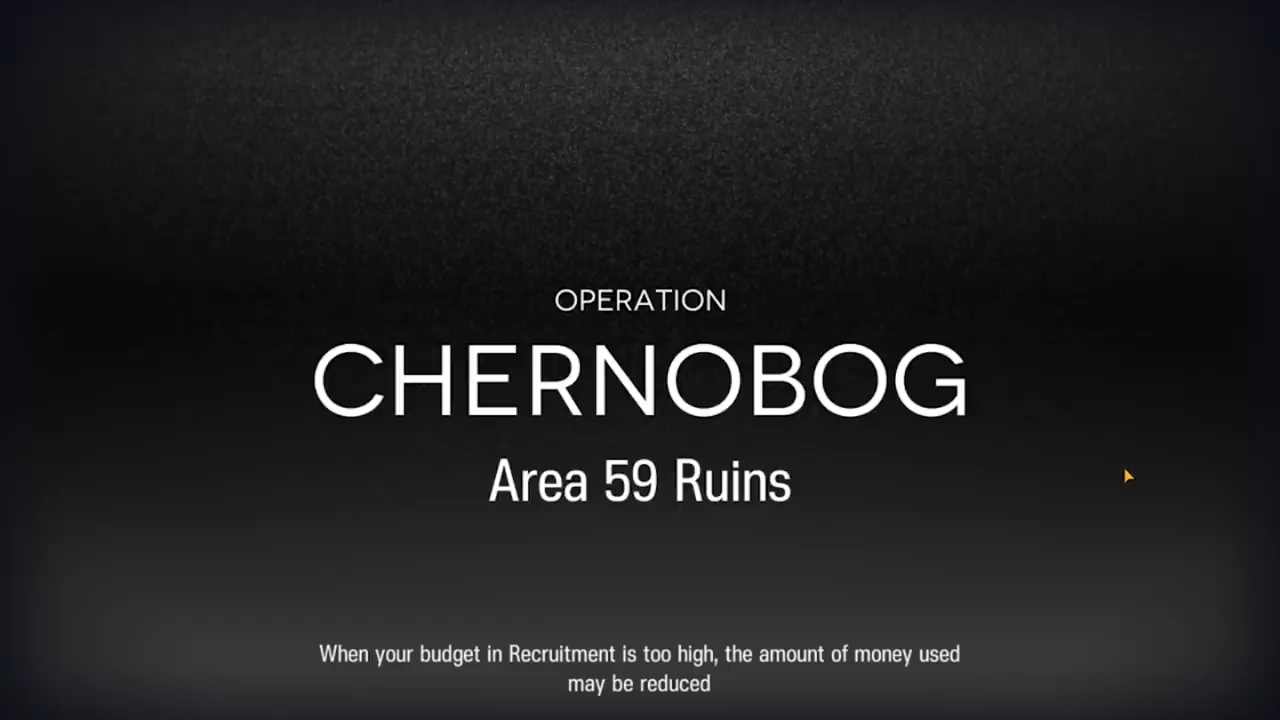 OPERATION
CHERNOBOG
Area 59 Ruins
When your budget in Recruitment is too high, the amount of money used
may be reduced